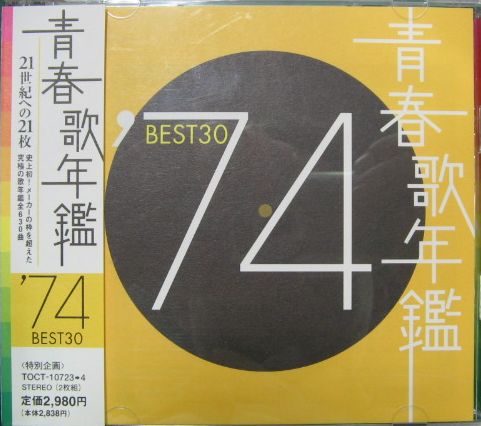 青春歌年鑑
21世紀への21枚
史上初!メーカーの枠を超えた
究極の歌年鑑全630曲
'74
BEST30
〈特別企画〉
TOCT-10723▸4
STEREO (2枚組)
定価2,980円
(本体2,838円)
青春歌年鑑
'74
BEST30